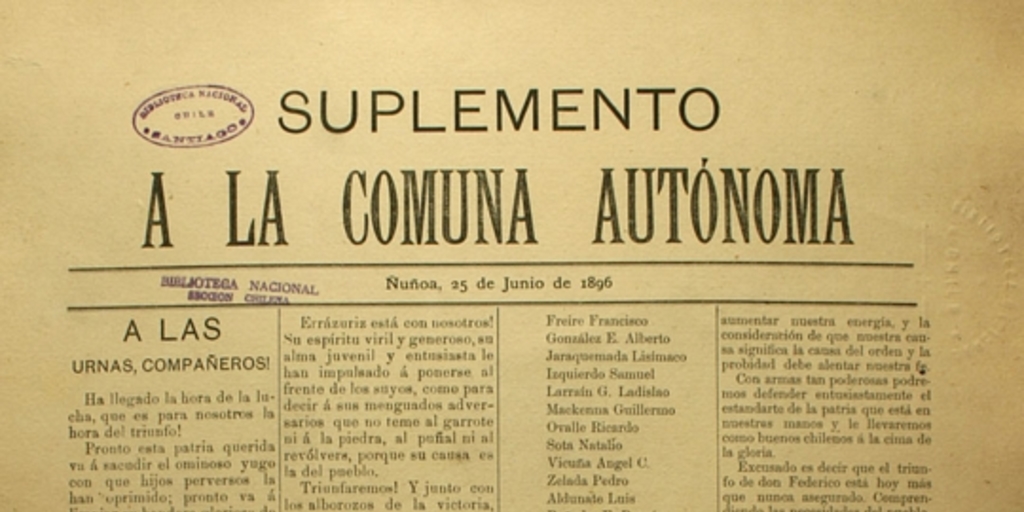 BIBLIOTECA NACIONAL
CHILE
SANTIAGO
SUPLEMENTO
A LA COMUNA AUTÓNOMA
BIBLIOTECA NACIONAL
SECCIÓN CHILENA
Ñuñoa, 25 de Junio de 1896
A LAS
URNAS, COMPAÑEROS!
Ha llegado la hora de la lu-
cha, que es para nosotros la
hora del triunfo!
Pronto esta patria querida
va á sacudir el ominoso yugo
con que hijos perversos la
han oprimido; pronto va á
Errázuriz está con nosotros!
Su espíritu viril y generoso, su
alma juvenil y entusiasta le
han impulsado á ponerse al
frente de los suyos, como para
decir á sus menguados adver-
sarios que no teme al garrote
ni á la piedra, al puñal ni al
revólvers, porque su causa es
la del pueblo.
Triunfaremos! Y junto con
los alborozos de la victoria,
Freire Francisco
González E. Alberto
Jaraquemada Lisímaco
Izquierdo Samuel
Larraín G. Ladislao
Mackenna Guillermo
Ovalle Ricardo
Sota Natalio
Vicuña Angel C.
Zelada Pedro
Aldunate Luis
aumentar nuestra energía, y la
consideración de que nuestra cau-
sa significa la causa del orden y la
probidad debe alentar nuestra fe.
Con armas tan poderosas podre-
mos defender entusiastamente el
estandarte de la patria que está en
nuestras manos y le llevaremos
como buenos chilenos á la cima de
la gloria.
Excusado es decir que el triun-
fo de don Federico está hoy más
que nunca asegurado. Compren-